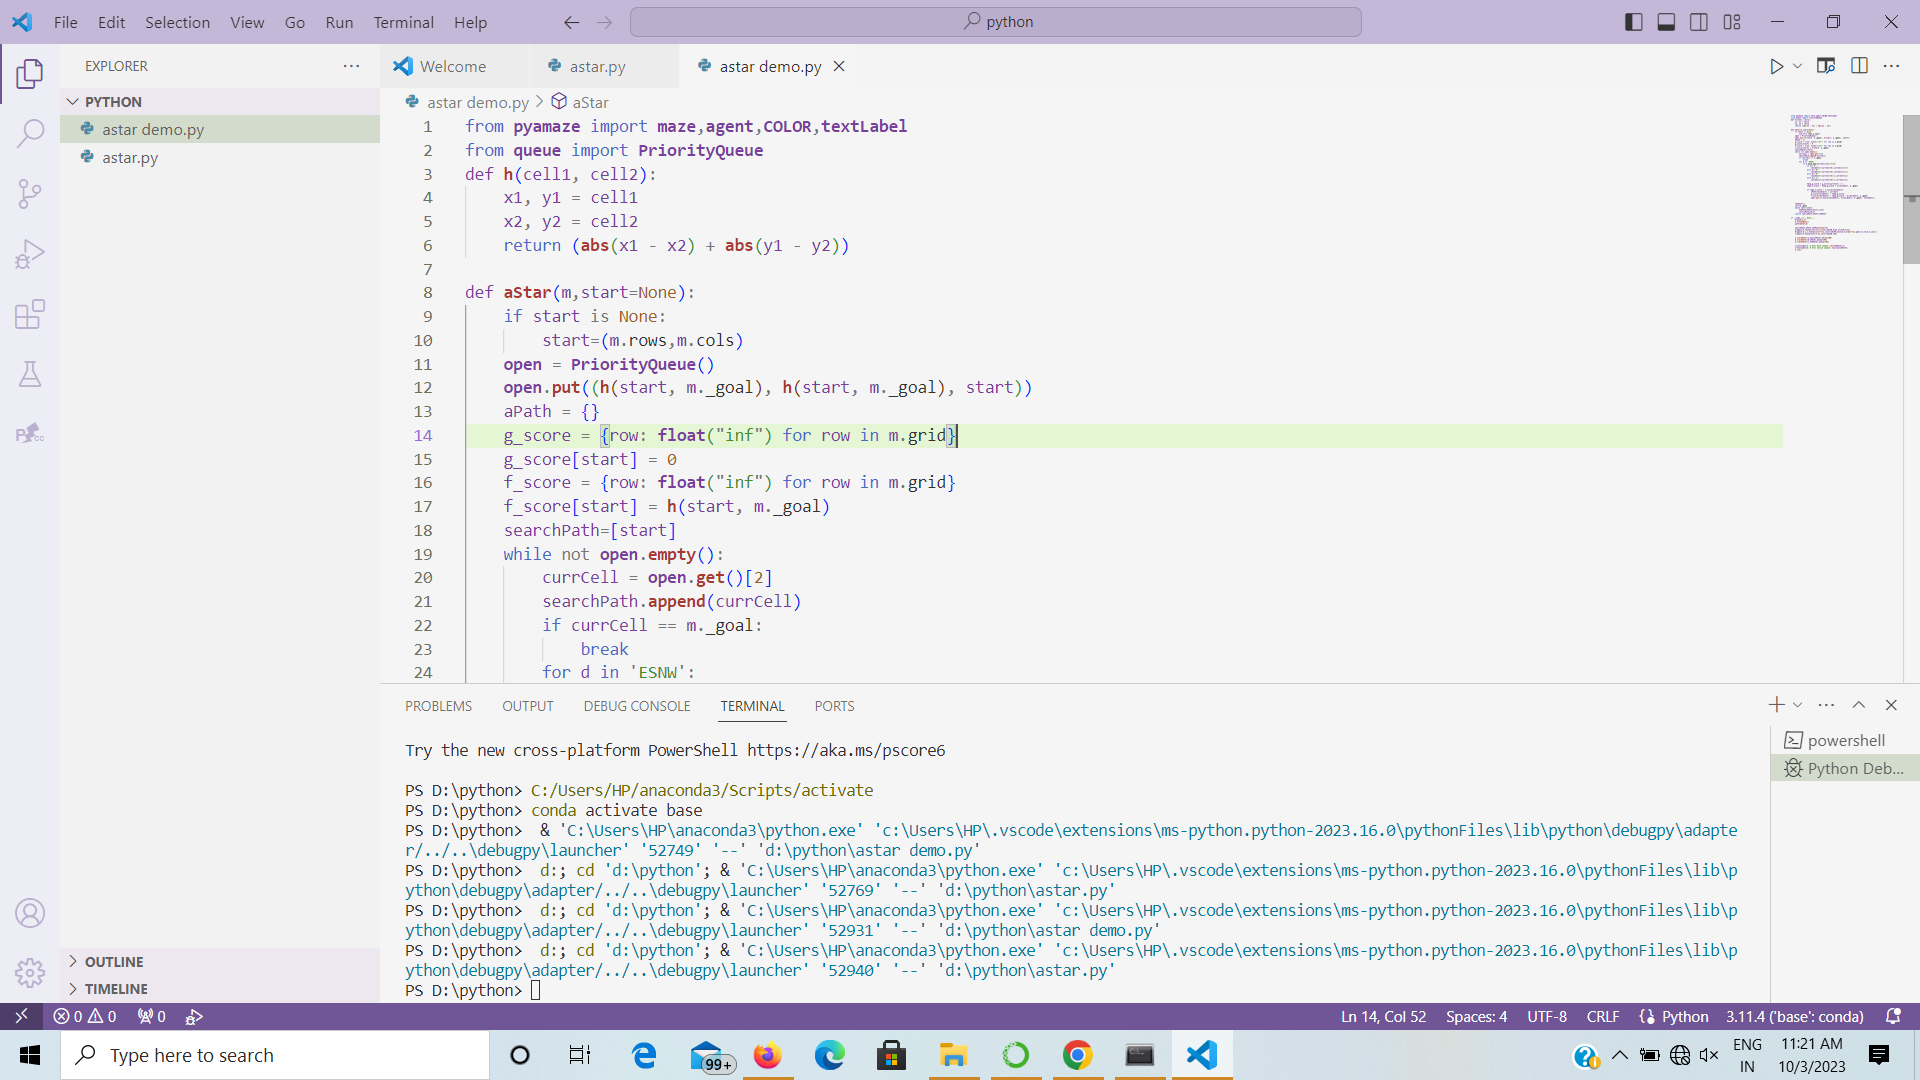 File Edit Selection View Go Run Terminal Help
python
EXPLORER
PYTHON
astar demo.py
astar.py
OUTLINE
TIMELINE
Welcome
astar.py
astar demo.py
astar demo.py > aStar
1 from pyamaze import maze,agent,COLOR,textLabel
2 from queue import PriorityQueue
3 def h(cell1, cell2):
4 x1, y1 = cell1
5 x2, y2 = cell2
6 return (abs(x1 - x2) + abs(y1 - y2))
7
8 def aStar(m,start=None):
9 if start is None:
10 start=(m.rows,m.cols)
11 open = PriorityQueue()
12 open.put((h(start, m._goal), h(start, m._goal), start))
13 aPath = {}
14 g_score = {row: float("inf") for row in m.grid}
15 g_score[start] = 0
16 f_score = {row: float("inf") for row in m.grid}
17 f_score[start] = h(start, m._goal)
18 searchPath=[start]
19 while not open.empty():
20 currCell = open.get()[2]
21 searchPath.append(currCell)
22 if currCell == m._goal:
23 break
24 for d in 'ESNW':
PROBLEMS OUTPUT DEBUG CONSOLE TERMINAL PORTS
powershell
Python Deb...
Try the new cross-platform PowerShell https://aka.ms/pscore6
PS D:\python> C:/Users/HP/anaconda3/Scripts/activate
PS D:\python> conda activate base
PS D:\python>  & 'C:\Users\HP\anaconda3\python.exe' 'c:\Users\HP\.vscode\extensions\ms-python.python-2023.16.0\pythonFiles\lib\python\debugpy\adapte
r/../..\debugpy\launcher' '52749' '--' 'd:\python\astar demo.py'
PS D:\python>  d:; cd 'd:\python'; & 'C:\Users\HP\anaconda3\python.exe' 'c:\Users\HP\.vscode\extensions\ms-python.python-2023.16.0\pythonFiles\lib\p
ython\debugpy\adapter/../..\debugpy\launcher' '52769' '--' 'd:\python\astar.py'
PS D:\python>  d:; cd 'd:\python'; & 'C:\Users\HP\anaconda3\python.exe' 'c:\Users\HP\.vscode\extensions\ms-python.python-2023.16.0\pythonFiles\lib\p
ython\debugpy\adapter/../..\debugpy\launcher' '52931' '--' 'd:\python\astar demo.py'
PS D:\python>  d:; cd 'd:\python'; & 'C:\Users\HP\anaconda3\python.exe' 'c:\Users\HP\.vscode\extensions\ms-python.python-2023.16.0\pythonFiles\lib\p
ython\debugpy\adapter/../..\debugpy\launcher' '52940' '--' 'd:\python\astar.py'
PS D:\python>
0 0 0
Ln 14, Col 52 Spaces: 4 UTF-8 CRLF Python 3.11.4 ('base': conda)
Type here to search
99+
ENG
IN
11:21 AM
10/3/2023